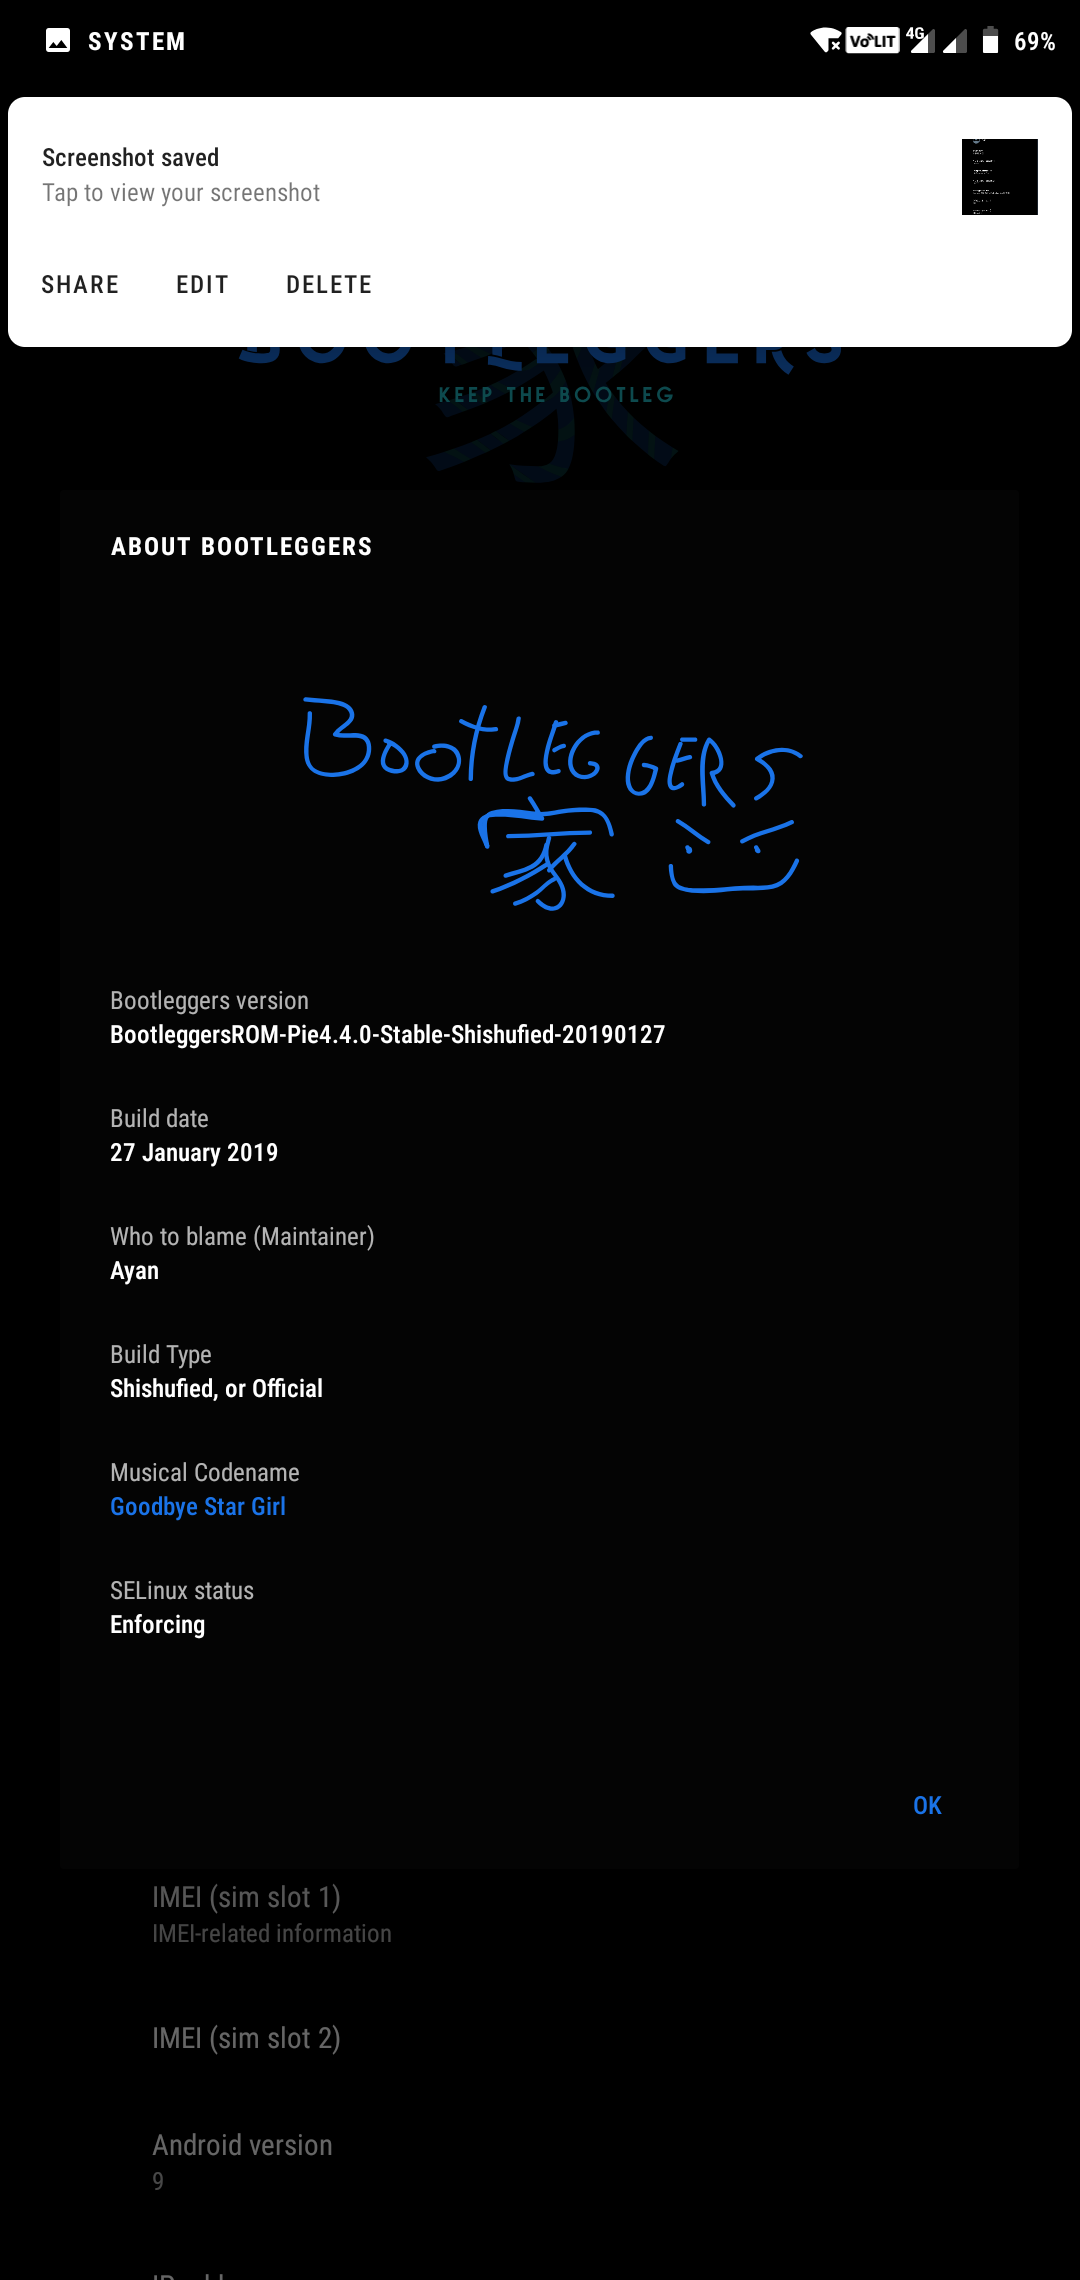 SYSTEM
VoLIT 4G 69%
Screenshot saved
Tap to view your screenshot
SHARE EDIT DELETE
BOOTLEGGERS
家
KEEP THE BOOTLEG
ABOUT BOOTLEGGERS
BootLEGGERS
家
Bootleggers version
BootleggersROM-Pie4.4.0-Stable-Shishufied-20190127
Build date
27 January 2019
Who to blame (Maintainer)
Ayan
Build Type
Shishufied, or Official
Musical Codename
Goodbye Star Girl
SELinux status
Enforcing
OK
IMEI (sim slot 1)
IMEI-related information
IMEI (sim slot 2)
Android version
9